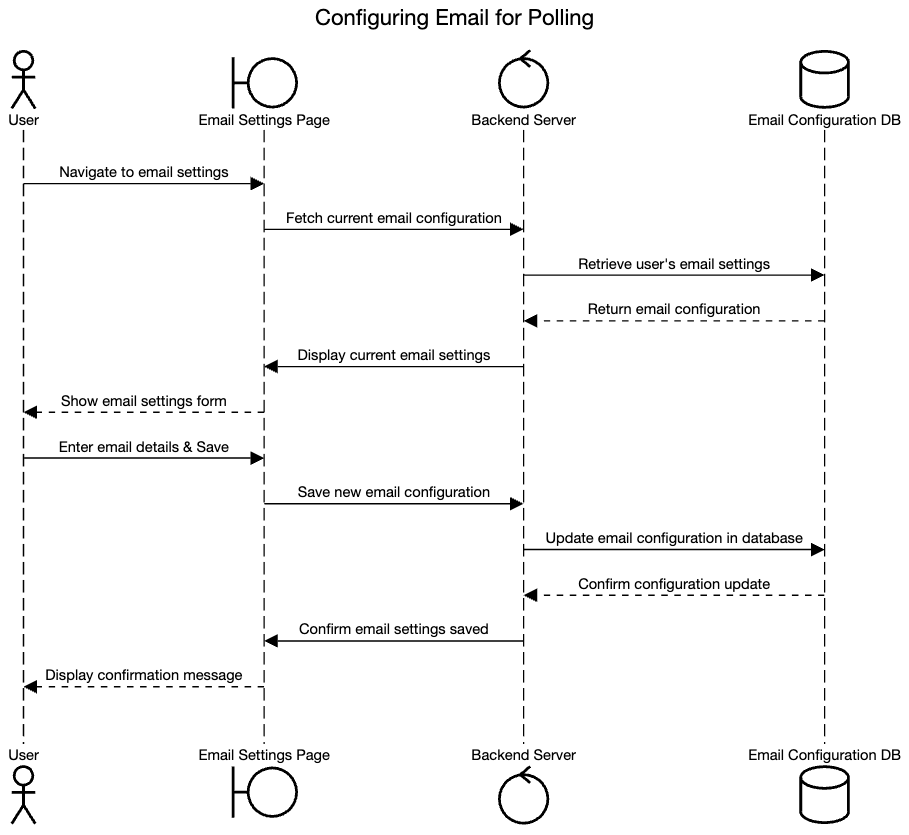 Configuring Email for Polling
User
Email Settings Page
Backend Server
Email Configuration DB
Navigate to email settings
Fetch current email configuration
Retrieve user's email settings
Return email configuration
Display current email settings
Show email settings form
Enter email details & Save
Save new email configuration
Update email configuration in database
Confirm configuration update
Confirm email settings saved
Display confirmation message
User
Email Settings Page
Backend Server
Email Configuration DB